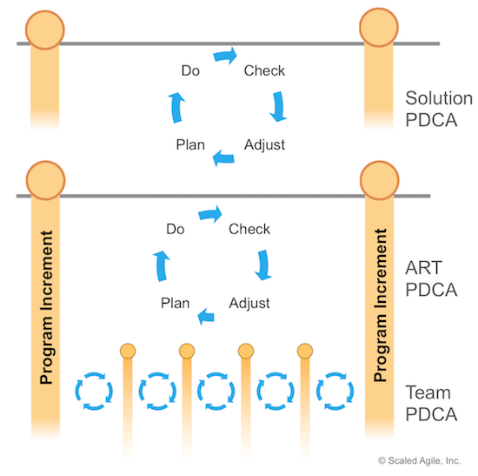 Do Check
Plan Adjust
Solution
PDCA
Program Increment
Do Check
Plan Adjust
ART
PDCA
Program Increment
Team
PDCA
© Scaled Agile, Inc.